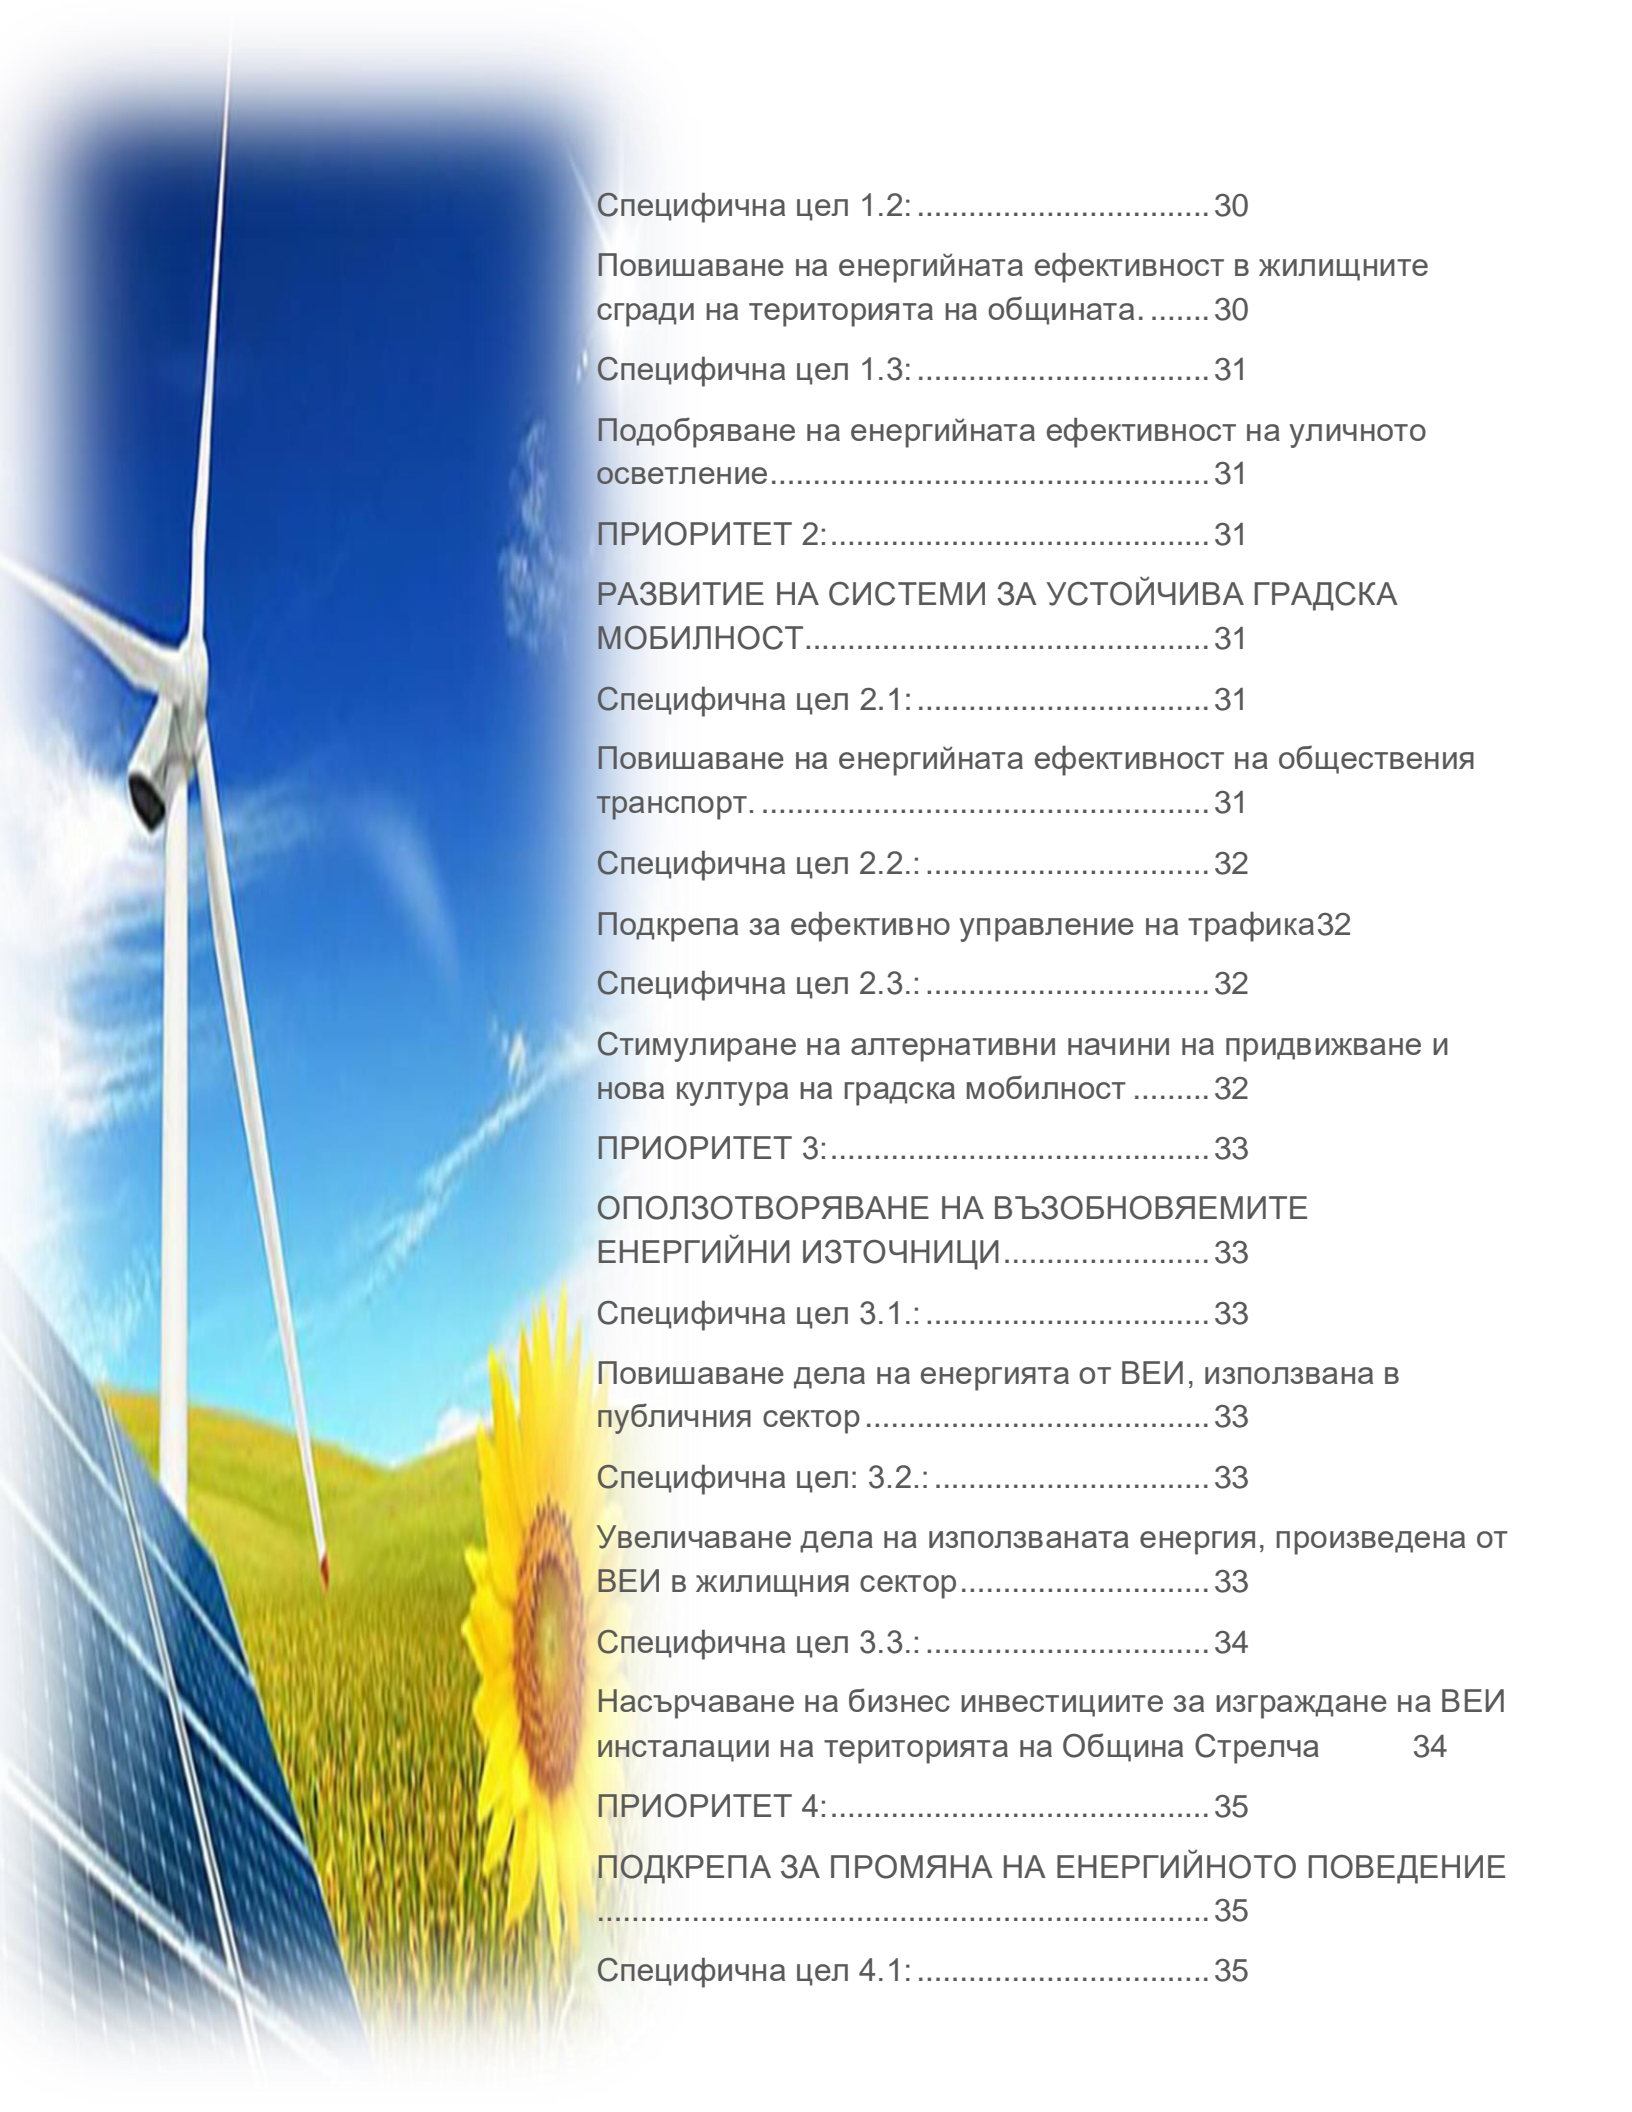 Специфична цел 1.2: .................................. 30
Повишаване на енергийната ефективност в жилищните
сгради на територията на общината. ....... 30
Специфична цел 1.3: .................................. 31
Подобряване на енергийната ефективност на уличното
осветление................................................... 31
ПРИОРИТЕТ 2:............................................ 31
РАЗВИТИЕ НА СИСТЕМИ ЗА УСТОЙЧИВА ГРАДСКА
МОБИЛНОСТ............................................... 31
Специфична цел 2.1: .................................. 31
Повишаване на енергийната ефективност на обществения
транспорт. .................................................... 31
Специфична цел 2.2.: ................................. 32
Подкрепа за ефективно управление на трафика32
Специфична цел 2.3.: ................................. 32
Стимулиране на алтернативни начини на придвижване и
нова култура на градска мобилност ......... 32
ПРИОРИТЕТ 3:............................................ 33
ОПОЛЗОТВОРЯВАНЕ НА ВЪЗОБНОВЯЕМИТЕ
ЕНЕРГИЙНИ ИЗТОЧНИЦИ........................ 33
Специфична цел 3.1.: ................................. 33
Повишаване дела на енергията от ВЕИ, използвана в
публичния сектор ........................................ 33
Специфична цел: 3.2.: ................................ 33
Увеличаване дела на използваната енергия, произведена от
ВЕИ в жилищния сектор............................. 33
Специфична цел 3.3.: ................................. 34
Насърчаване на бизнес инвестициите за изграждане на ВЕИ
инсталации на територията на Община Стрелча 34
ПРИОРИТЕТ 4:............................................ 35
ПОДКРЕПА ЗА ПРОМЯНА НА ЕНЕРГИЙНОТО ПОВЕДЕНИЕ
....................................................................... 35
Специфична цел 4.1: .................................. 35